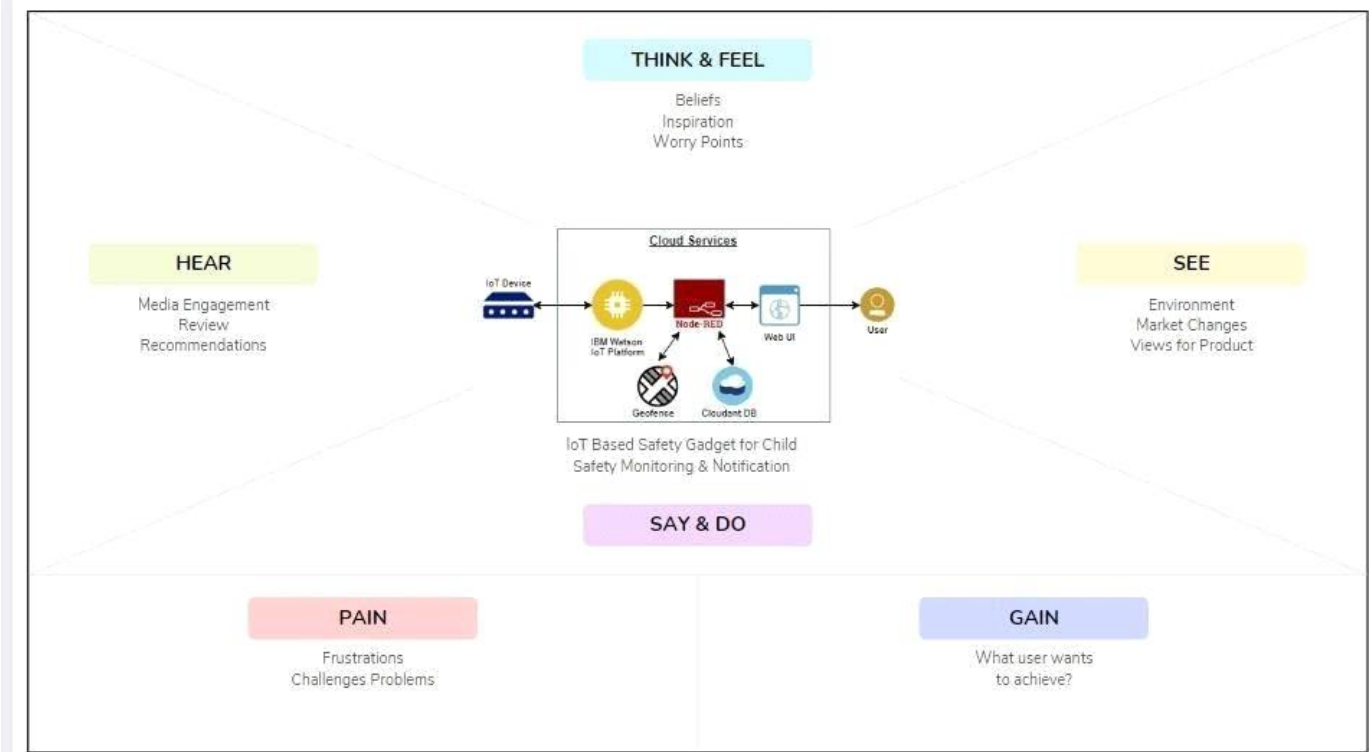 THINK & FEEL
Beliefs
Inspiration
Worry Points
HEAR
Media Engagement
Review
Recommendations
Cloud Services
IoT Device
IBM Watson
IoT Platform
Node-RED
Web UI
User
Geofence
Cloudant DB
IoT Based Safety Gadget for Child
Safety Monitoring & Notification
SEE
Environment
Market Changes
Views for Product
SAY & DO
PAIN
Frustrations
Challenges Problems
GAIN
What user wants
to achieve?